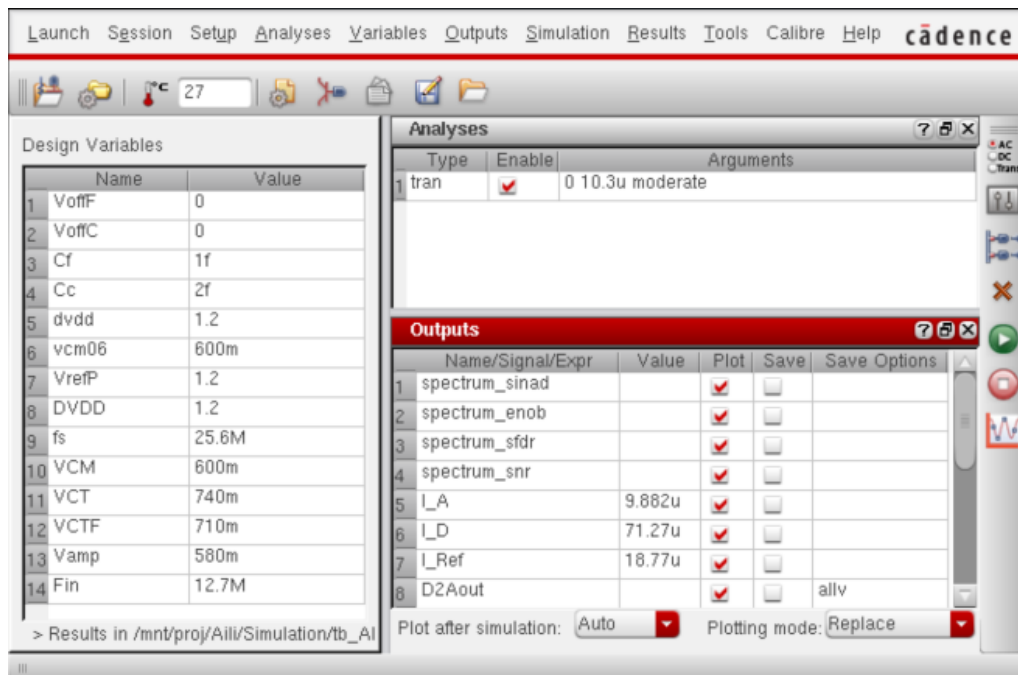 Launch Session Setup Analyses Variables Outputs Simulation Results Tools Calibre Help cādence
°C 27
Design Variables
Name Value
1 VoffF 0
2 VoffC 0
3 Cf 1f
4 Cc 2f
5 dvdd 1.2
6 vcm06 600m
7 VrefP 1.2
8 DVDD 1.2
9 fs 25.6M
10 VCM 600m
11 VCT 740m
12 VCTF 710m
13 Vamp 580m
14 Fin 12.7M
> Results in /mnt/proj/Aili/Simulation/tb_Al
Analyses
Type Enable Arguments
1 tran 0 10.3u moderate
Outputs
Name/Signal/Expr Value Plot Save Save Options
1 spectrum_sinad
2 spectrum_enob
3 spectrum_sfdr
4 spectrum_snr
5 I_A 9.882u
6 I_D 71.27u
7 I_Ref 18.77u
8 D2Aout allv
Plot after simulation: Auto Plotting mode: Replace
AC
DC
Trans